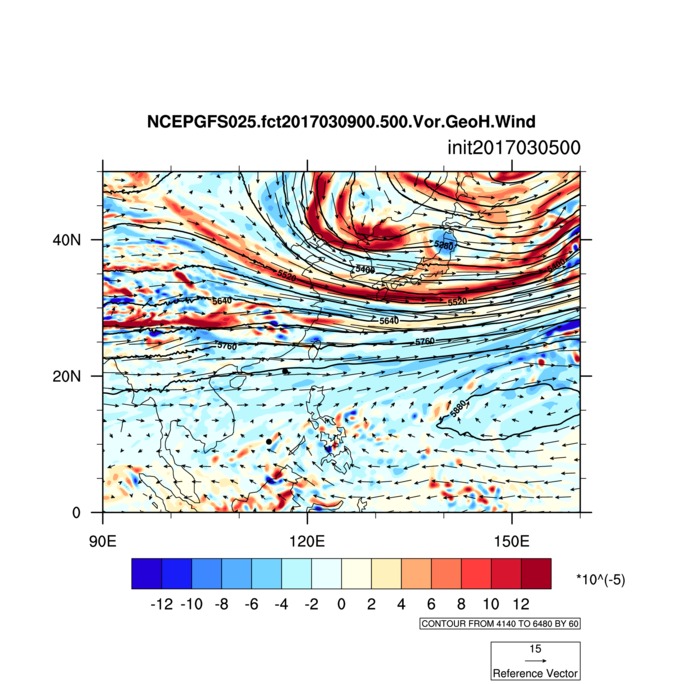 NCEPGFS025.fct2017030900.500.Vor.GeoH.Wind
init2017030500
40N
20N
0
5280
5400
5520
5520
5640
5640
5760
5760
5880
90E
120E
150E
-12 -10 -8 -6 -4 -2 0 2 4 6 8 10 12
*10^(-5)
CONTOUR FROM 4140 TO 6480 BY 60
15
Reference Vector